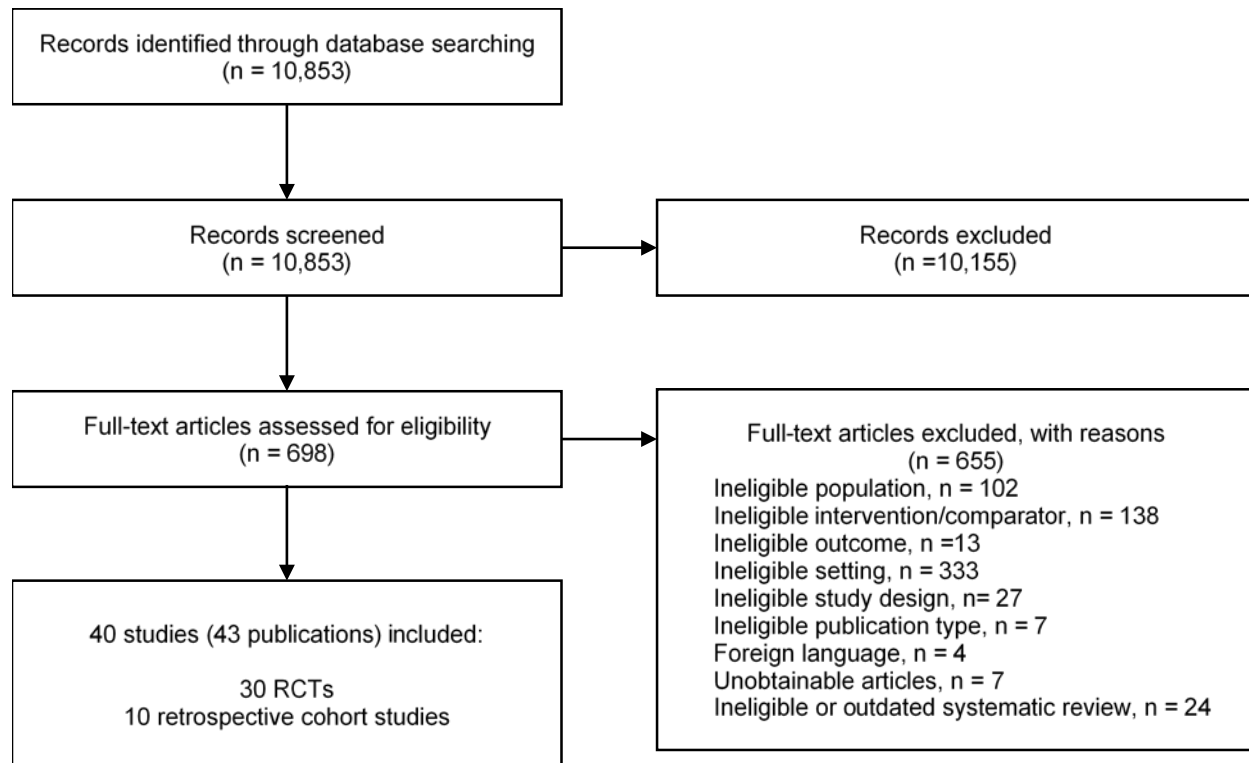 Records identified through database searching
(n = 10,853)
Records screened
(n = 10,853)
Records excluded
(n =10,155)
Full-text articles assessed for eligibility
(n = 698)
Full-text articles excluded, with reasons
(n = 655)
Ineligible population, n = 102
Ineligible intervention/comparator, n = 138
Ineligible outcome, n =13
Ineligible setting, n = 333
Ineligible study design, n= 27
Ineligible publication type, n = 7
Foreign language, n = 4
Unobtainable articles, n = 7
Ineligible or outdated systematic review, n = 24
40 studies (43 publications) included:
30 RCTs
10 retrospective cohort studies